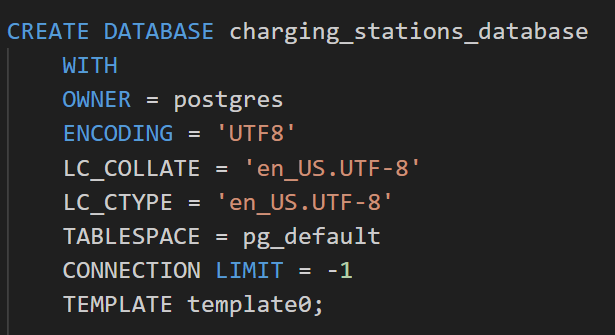 CREATE DATABASE charging_stations_database
WITH
OWNER = postgres
ENCODING = 'UTF8'
LC_COLLATE = 'en_US.UTF-8'
LC_CTYPE = 'en_US.UTF-8'
TABLESPACE = pg_default
CONNECTION LIMIT = -1
TEMPLATE template0;